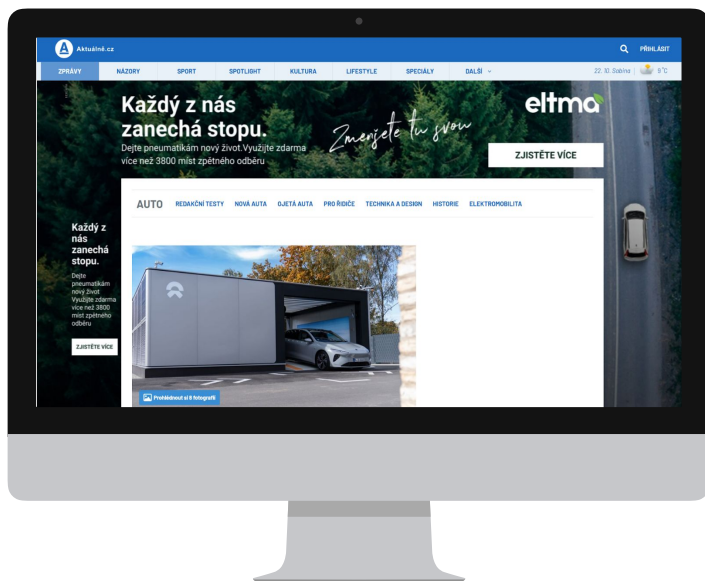 A Aktuálně.cz
PŘIHLÁSIT
ZPRÁVY NÁZORY SPORT SPOTLIGHT KULTURA LIFESTYLE SPECIÁLY DALŠÍ
22. 10. Sabina | 9°C
Každý z nás
zanechá stopu.
Dejte pneumatikám nový život.Využijte zdarma
více než 3800 míst zpětného odběru
Zmenšete tu svou
eltma
ZJISTĚTE VÍCE
AUTO REDAKČNÍ TESTY NOVÁ AUTA OJETÁ AUTA PRO ŘIDIČE TECHNIKA A DESIGN HISTORIE ELEKTROMOBILITA
Každý z
nás
zanechá
stopu.
Dejte
pneumatikám
nový život
Využijte zdarma
více než 3800
míst zpětného
odběru
ZJISTĚTE VÍCE
Prohlédnout si 9 fotografií